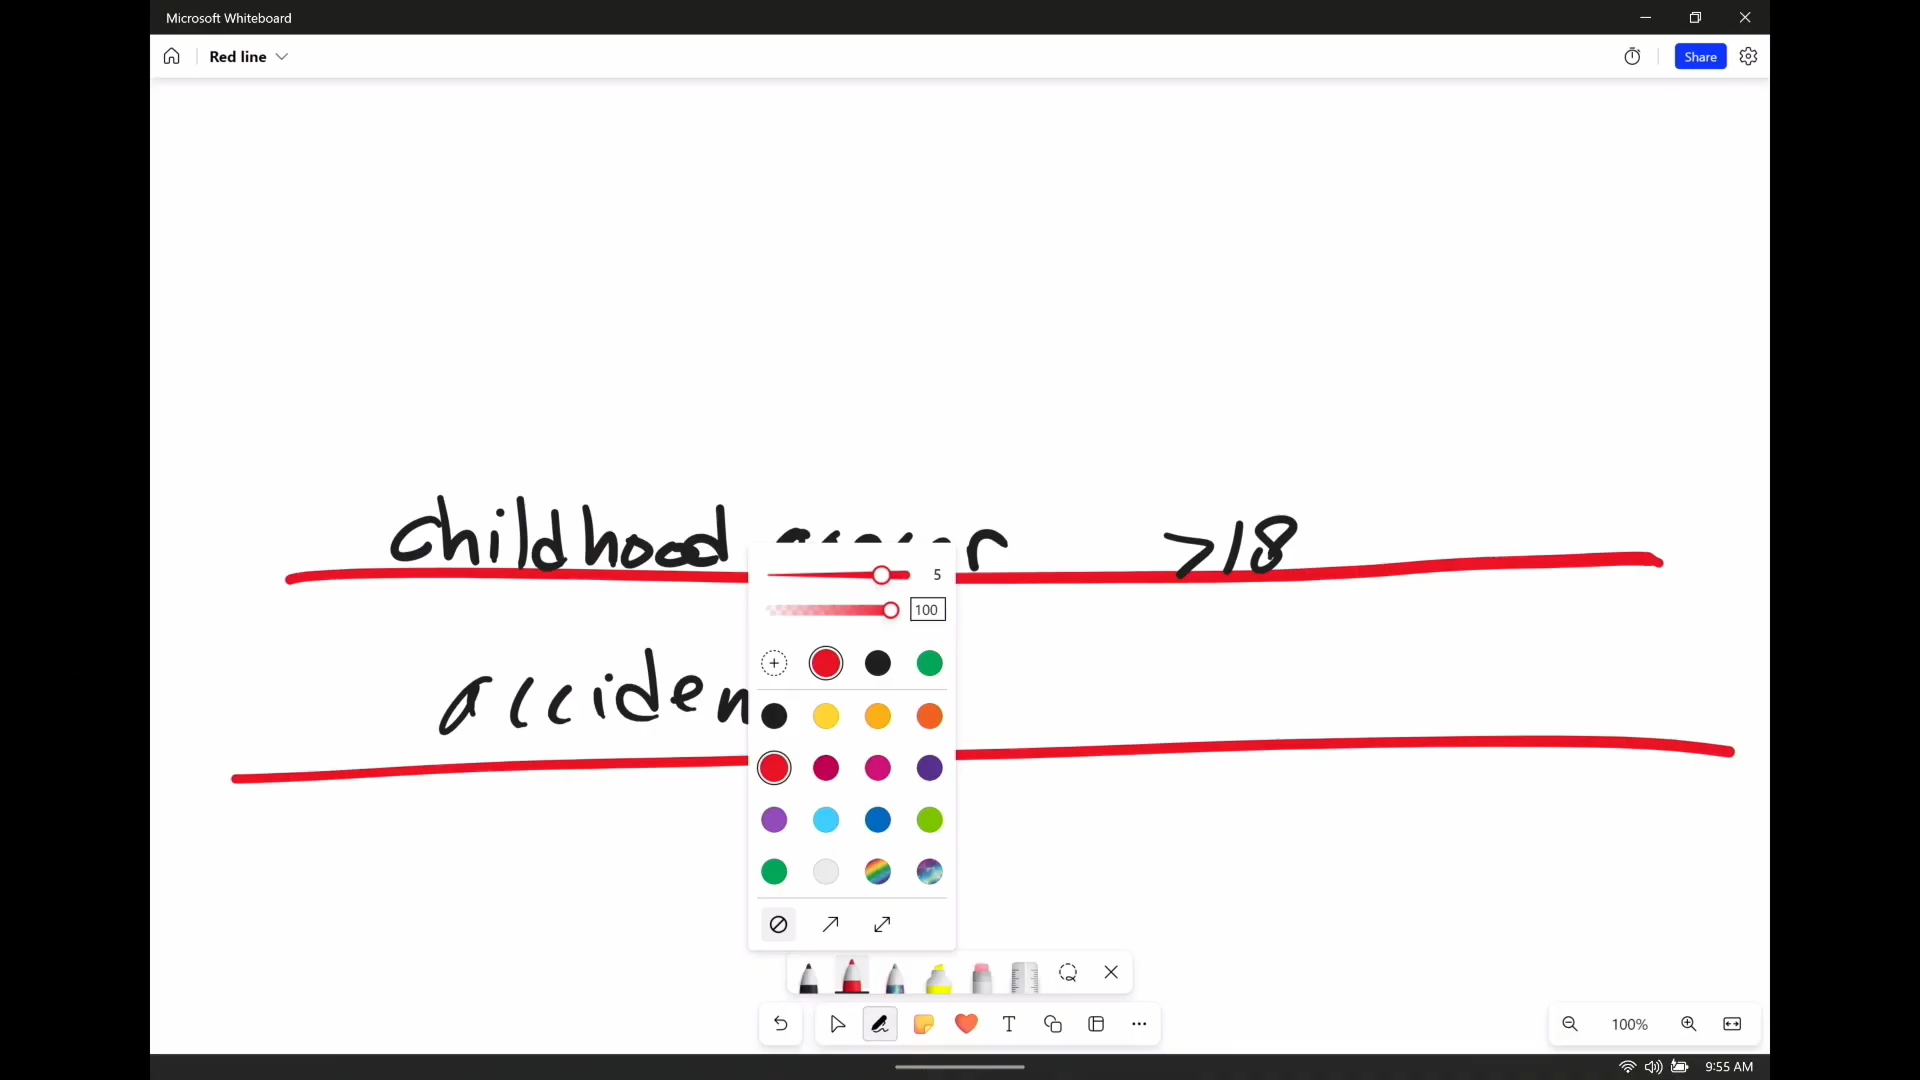 Microsoft Whiteboard
Red line
Share
childhood >18
5
100
acciden
100%
9:55 AM